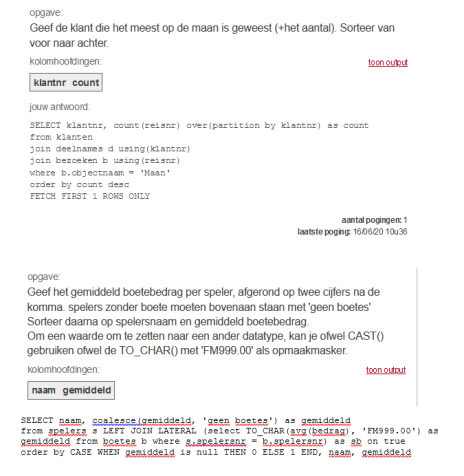 opgave:
Geef de klant die het meest op de maan is geweest (+het aantal). Sorteer van
voor naar achter.
kolomhoofdingen: toon output
klantnr count
jouw antwoord:
SELECT klantnr, count(reisnr) over(partition by klantnr) as count
from klanten
join deelnames d using(klantnr)
join bezoeken b using(reisnr)
where b.objectnaam = 'Maan'
order by count desc
FETCH FIRST 1 ROWS ONLY
aantal pogingen: 1
laatste poging: 16/06/20 10u36
opgave:
Geef het gemiddeld boetebedrag per speler, afgerond op twee cijfers na de
komma. spelers zonder boete moeten bovenaan staan met 'geen boetes'
Sorteer daarna op spelersnaam en gemiddeld boetebedrag.
Om een waarde om te zetten naar een ander datatype, kan je ofwel CAST()
gebruiken ofwel de TO_CHAR() met 'FM999.00' als opmaakmasker.
kolomhoofdingen: toon output
naam gemiddeld
SELECT naam, coalesce(gemiddeld, 'geen boetes') as gemiddeld
from spelers s LEFT JOIN LATERAL (select TO_CHAR(avg(bedrag), 'FM999.00') as
gemiddeld from boetes b where s.spelersnr = b.spelersnr) as sb on true
order by CASE WHEN gemiddeld is null THEN 0 ELSE 1 END, naam, gemiddeld